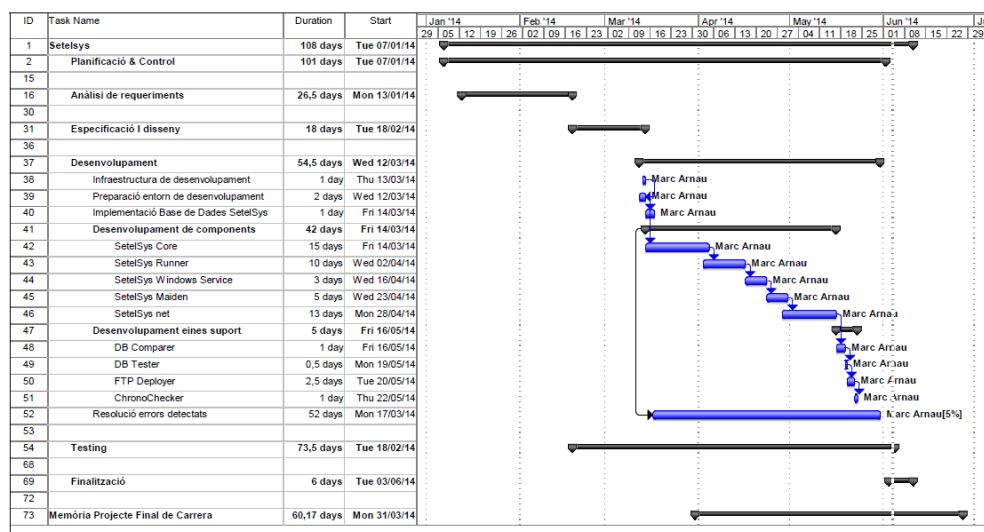 ID Task Name Duration Start Jan '14 Feb '14 Mar '14 Apr '14 May '14 Jun '14 J
29 05 12 19 26 02 09 16 23 02 09 16 23 30 06 13 20 27 04 11 18 25 01 08 15 22 29
1 Setelsys 108 days Tue 07/01/14
2 Planificació & Control 101 days Tue 07/01/14
15
16 Anàlisi de requeriments 26,5 days Mon 13/01/14
30
31 Especificació I disseny 18 days Tue 18/02/14
36
37 Desenvolupament 54,5 days Wed 12/03/14
38 Infraestructura de desenvolupament 1 day Thu 13/03/14 Marc Arnau
39 Preparació entorn de desenvolupament 2 days Wed 12/03/14 Marc Arnau
40 Implementació Base de Dades SetelSys 1 day Fri 14/03/14 Marc Arnau
41 Desenvolupament de components 42 days Fri 14/03/14
42 SetelSys Core 15 days Fri 14/03/14 Marc Arnau
43 SetelSys Runner 10 days Wed 02/04/14 Marc Arnau
44 SetelSys Windows Service 3 days Wed 16/04/14 Marc Arnau
45 SetelSys Maiden 5 days Wed 23/04/14 Marc Arnau
46 SetelSys net 13 days Mon 28/04/14 Marc Arnau
47 Desenvolupament eines suport 5 days Fri 16/05/14
48 DB Comparer 1 day Fri 16/05/14 Marc Arnau
49 DB Tester 0,5 days Mon 19/05/14 Marc Arnau
50 FTP Deployer 2,5 days Tue 20/05/14 Marc Arnau
51 ChronoChecker 1 day Thu 22/05/14 Marc Arnau
52 Resolució errors detectats 52 days Mon 17/03/14 Marc Arnau[5%]
53
54 Testing 73,5 days Tue 18/02/14
68
69 Finalització 6 days Tue 03/06/14
72
73 Memòria Projecte Final de Carrera 60,17 days Mon 31/03/14